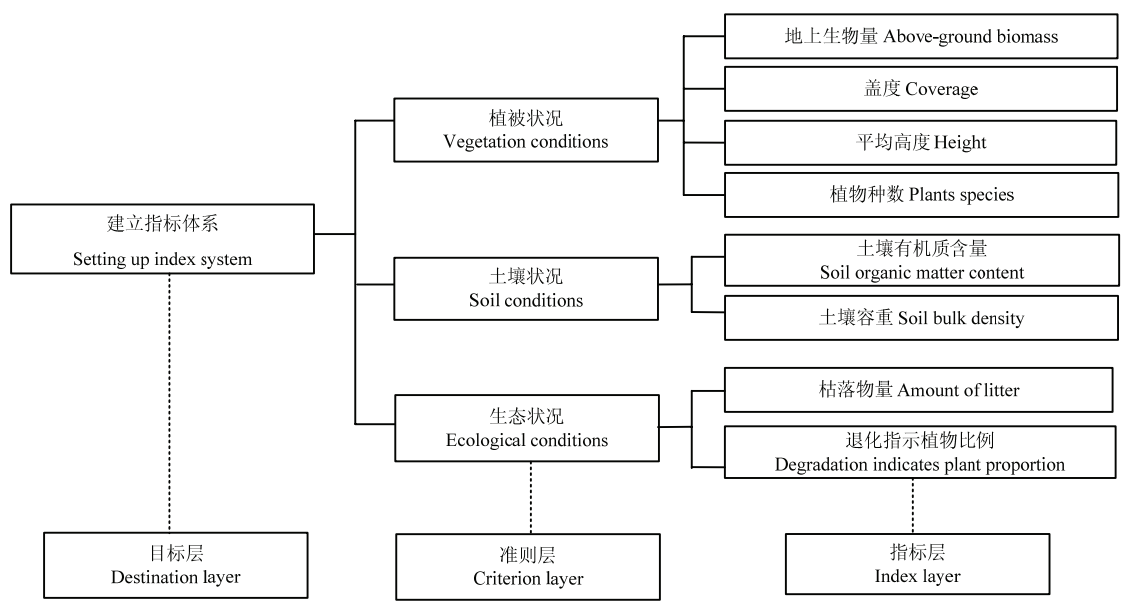 地上生物量 Above-ground biomass
盖度 Coverage
植被状况
Vegetation conditions
平均高度 Height
植物种数 Plants species
建立指标体系
Setting up index system
土壤有机质含量
Soil organic matter content
土壤状况
Soil conditions
土壤容重 Soil bulk density
枯落物量 Amount of litter
生态状况
Ecological conditions
退化指示植物比例
Degradation indicates plant proportion
目标层
Destination layer
准则层
Criterion layer
指标层
Index layer